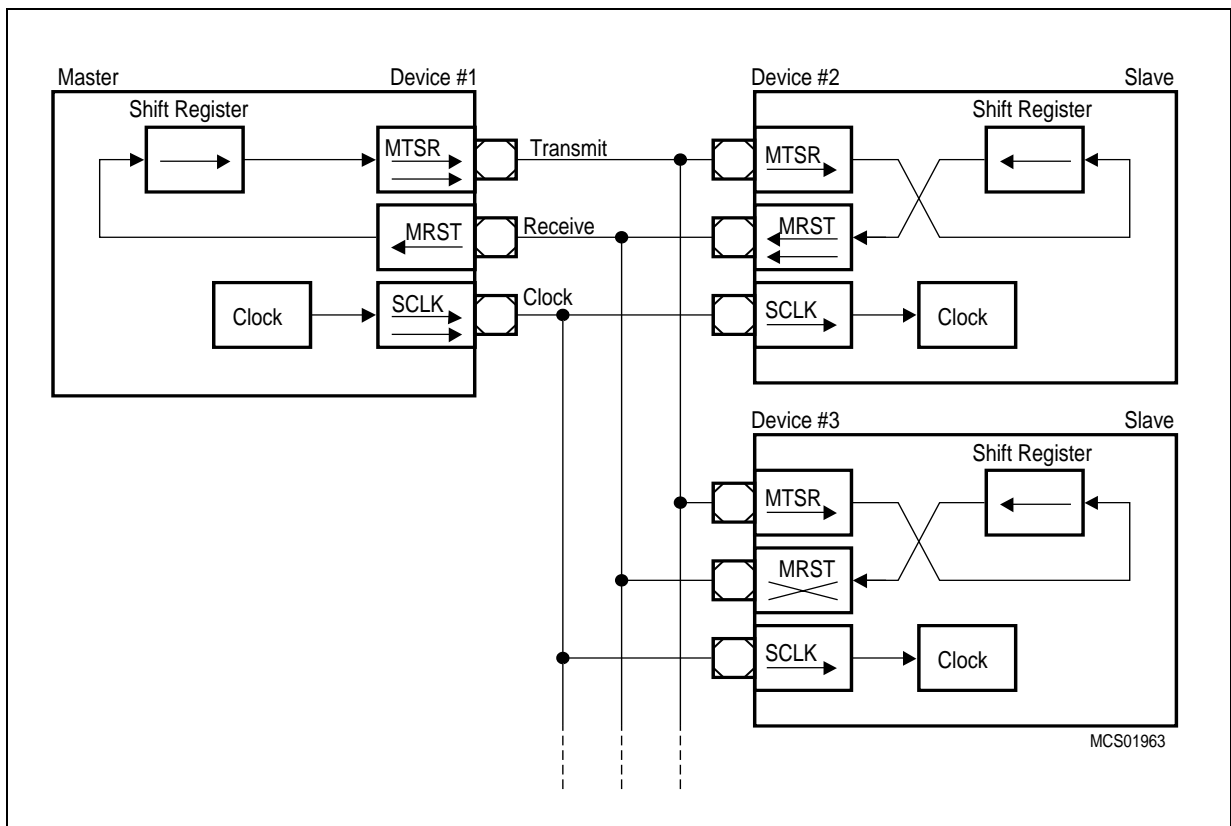 Master Device #1
Shift Register
MTSR
Transmit
MRST
Receive
Clock
SCLK
Clock
Device #2 Slave
Shift Register
MTSR
MRST
SCLK
Clock
Device #3 Slave
Shift Register
MTSR
MRST
SCLK
Clock
MCS01963